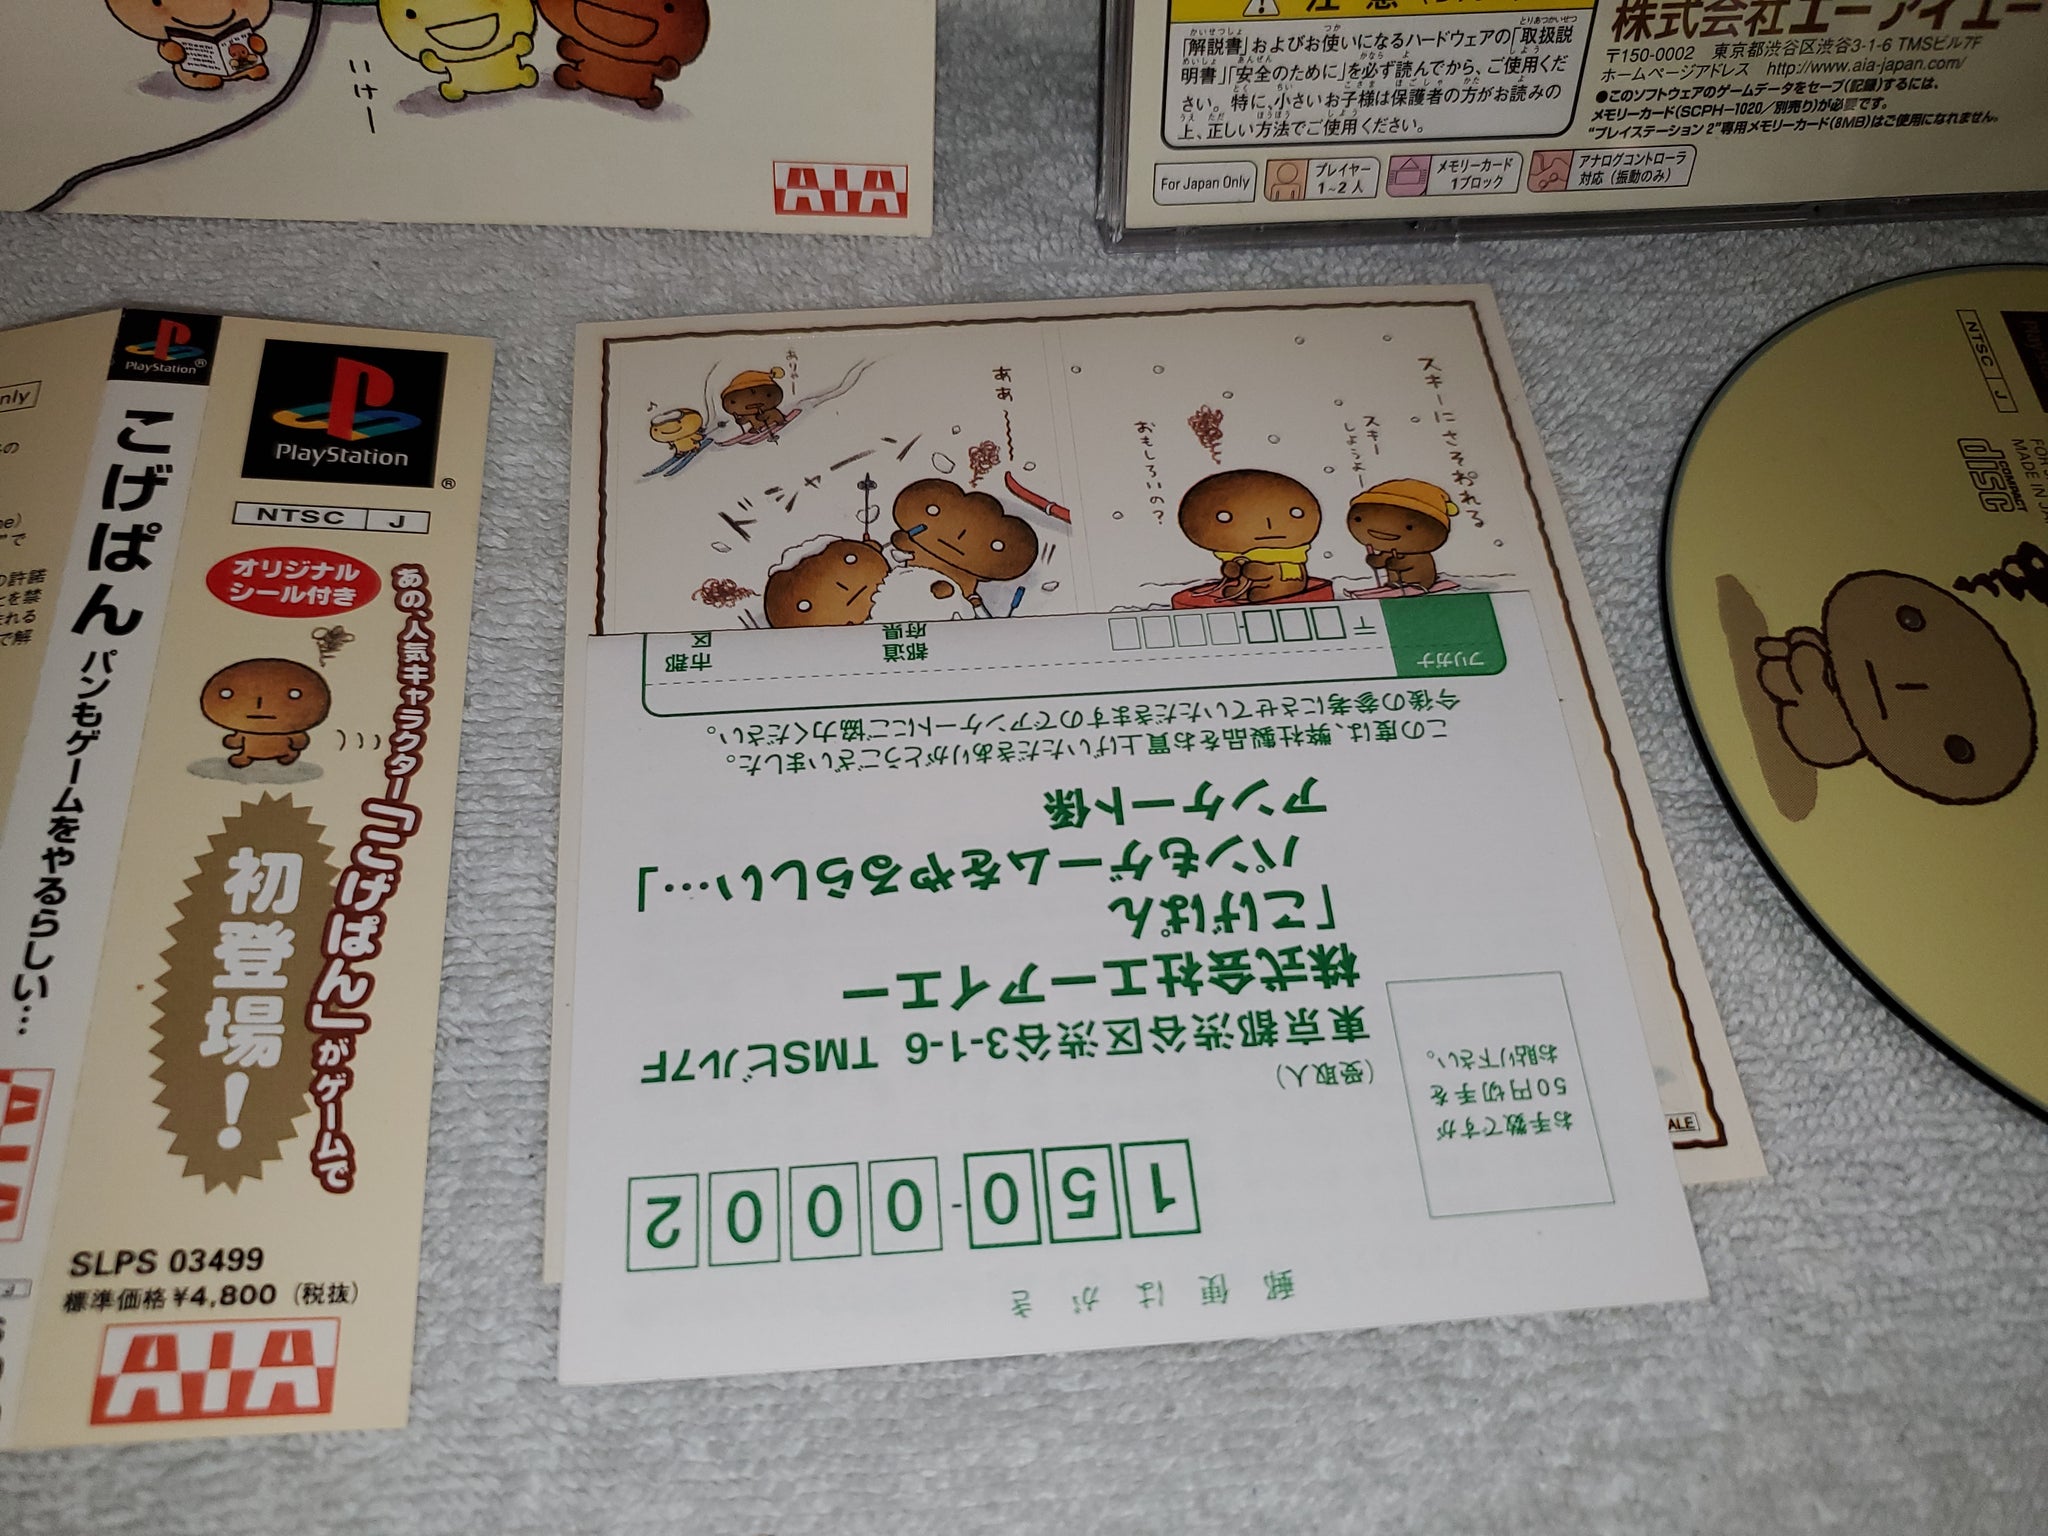 いけー
AIA
「解説書」およびお使いになるハードウェアの「取扱説
明書」「安全のために」を必ず読んでから、ご使用くだ
さい。特に、小さいお子様は保護者の方がお読みの
上、正しい方法でご使用ください。
株式会社エーアイエー
〒150-0002 東京都渋谷区渋谷3-1-6 TMSビル7F
ホームページアドレス http://www.aia-japan.com/
●このソフトウェアのゲームデータをセーブ(記録)するには、
メモリーカード(SCPH-1020/別売り)が必要です。
"プレイステーション 2"専用メモリーカード(8MB)はご使用になれません。
For Japan Only
プレイヤー
1~2人
メモリーカード
1ブロック
アナログコントローラ
対応(振動のみ)
PlayStation®
こげぱん パンもゲームをやるらしい…
PlayStation®
NTSC J
オリジナル
シール付き
あの、人気キャラクター「こげぱん」がゲームで
初登場!
SLPS 03499
標準価格¥4,800(税抜)
AIA
ありゃー
ああ
ドシャーン
スキーにさそわれる
スキー
しようよー
おもしろいの?
郵便はがき
150-0002
お手数ですが
50円切手を
お貼り下さい。
(受取人)
東京都渋谷区渋谷3-1-6 TMSビル7F
株式会社エーアイエー
「こげぱん
パンもゲームをやるらしい…」
アンケート係
この度は、弊社製品をお買上げいただきありがとうございました。
今後の参考にさせていただきますのでアンケートにご協力ください。
フリガナ
〒
都道
府県
市都
区
NTSC J
COMPACT
disc